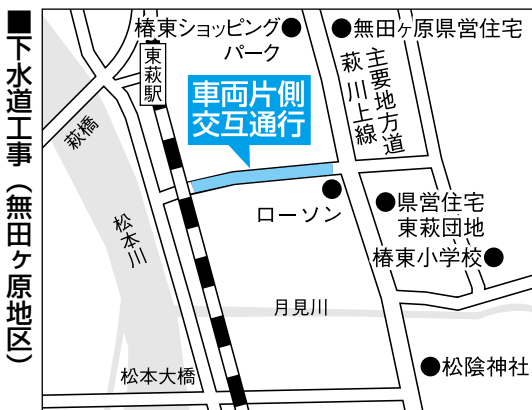 ■下水道工事（無田ヶ原地区）
椿東ショッピング
パーク
無田ヶ原県営住宅
東萩駅
車両片側
交互通行
主要地方道
萩川上線
萩橋
ローソン
県営住宅
東萩団地
松本川
椿東小学校
月見川
松本大橋
松陰神社